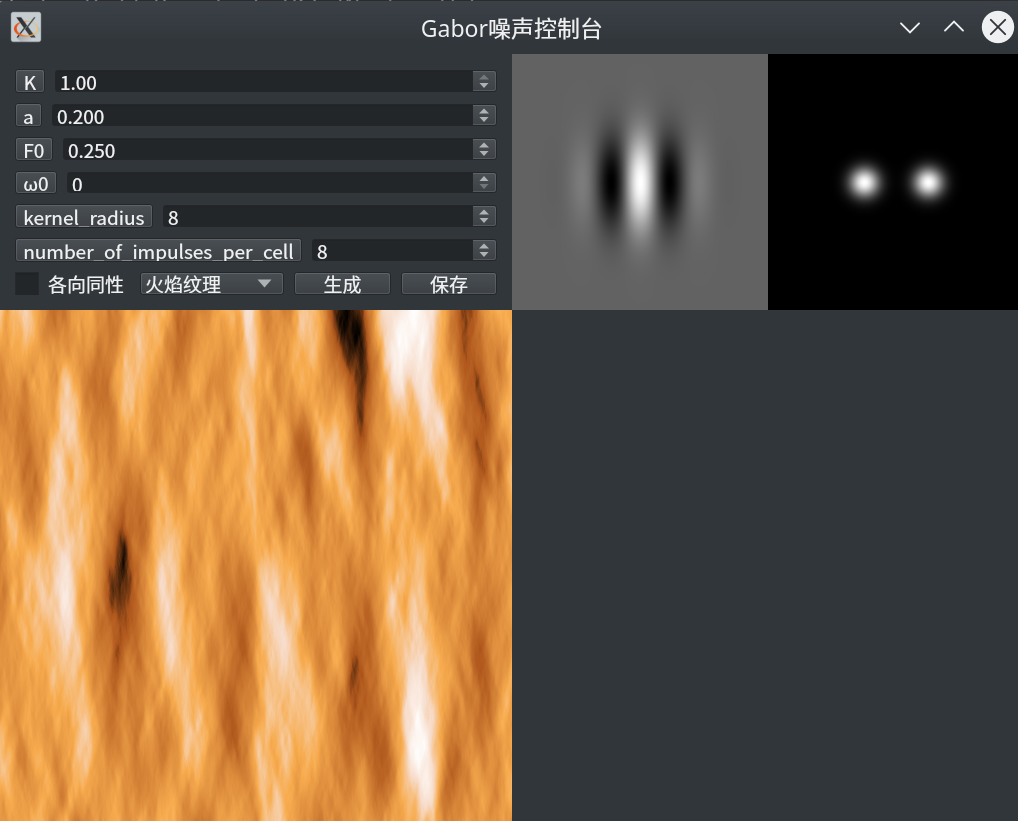 Gabor噪声控制台
K 1.00
a 0.200
F0 0.250
ω0 0
kernel_radius 8
number_of_impulses_per_cell 8
各向同性 火焰纹理 生成 保存